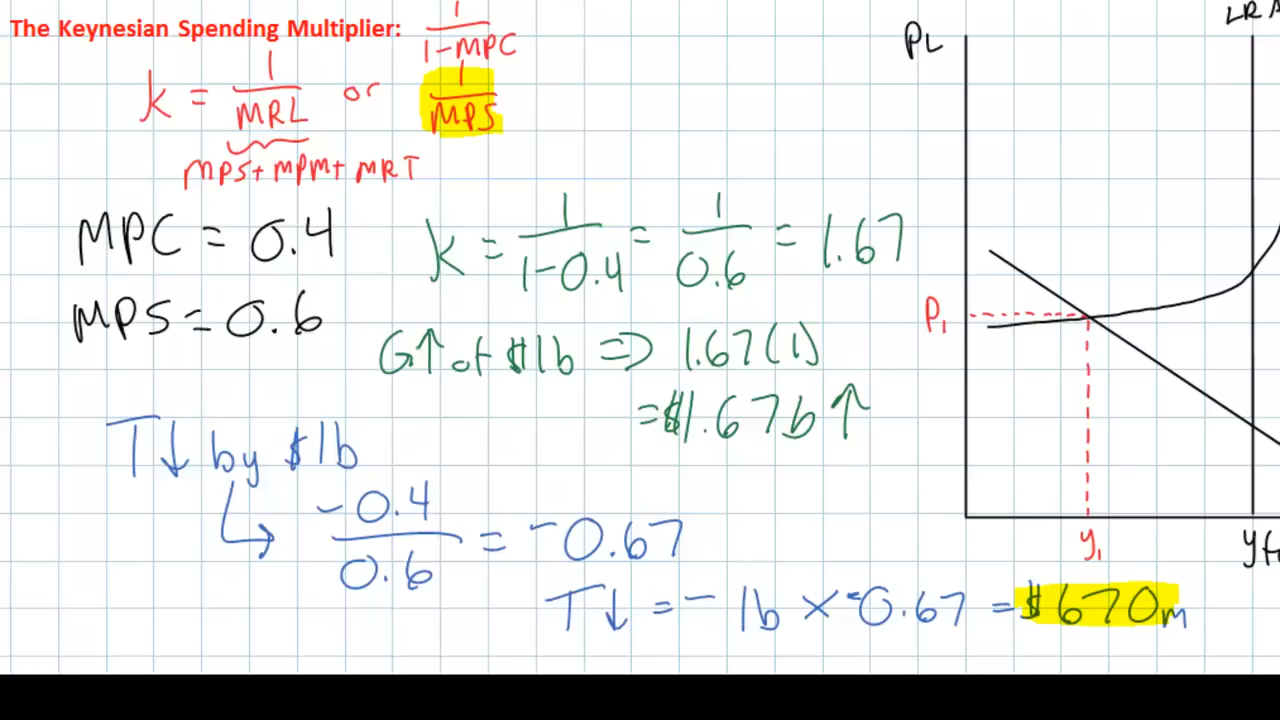 The Keynesian Spending Multiplier:
1
1-MPC
k = 1/MRL or 1/MPS
MPS + MPM + MRT
MPC = 0.4
MPS = 0.6
k = 1/1-0.4 = 1/0.6 = 1.67
G↑ of $1b ⇒ 1.67(1)
= $1.67b ↑
T↓ by $1b
-0.4/0.6 = -0.67
T↓ = -1b × -0.67 = $670m
PL
LRA
P1
y1
yf